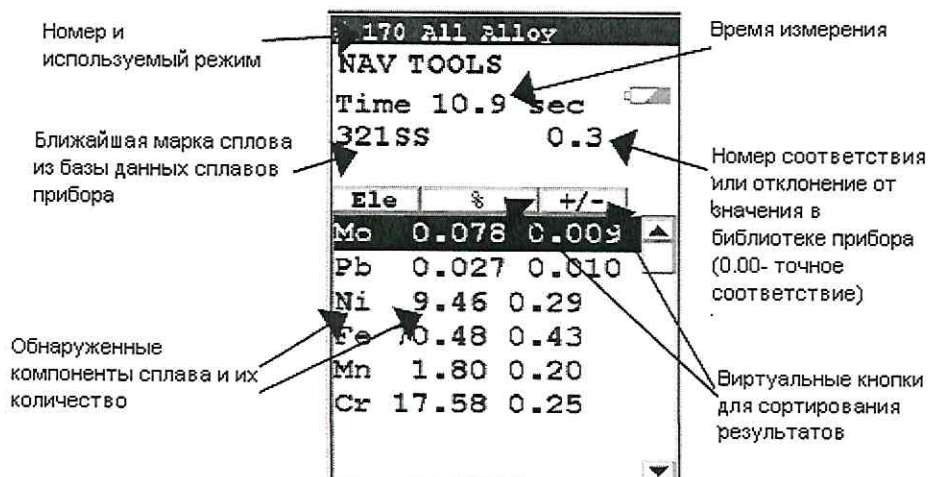 Номер и
используемый режим
Ближайшая марка сплова
из базы данных сплавов
прибора
Обнаруженные
компоненты сплава и их
количество
170 All Alloy
NAV TOOLS
Time 10.9 sec
321SS 0.3
Ele % +/-
Mo 0.078 0.009
Pb 0.027 0.010
Ni 9.46 0.29
Fe 70.48 0.43
Mn 1.80 0.20
Cr 17.58 0.25
Время измерения
Номер соответствия
или отклонение от
значения в
библиотеке прибора
(0.00- точное
соответствие)
Виртуальные кнопки
для сортирования
результатов